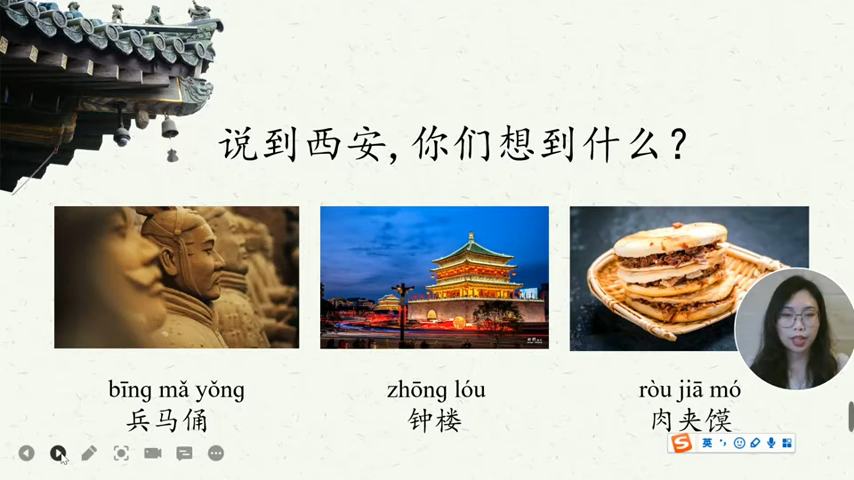 说到西安,你们想到什么?
bīng mǎ yǒng
兵马俑
zhōng lóu
钟楼
ròu jiā mó
肉夹馍
英